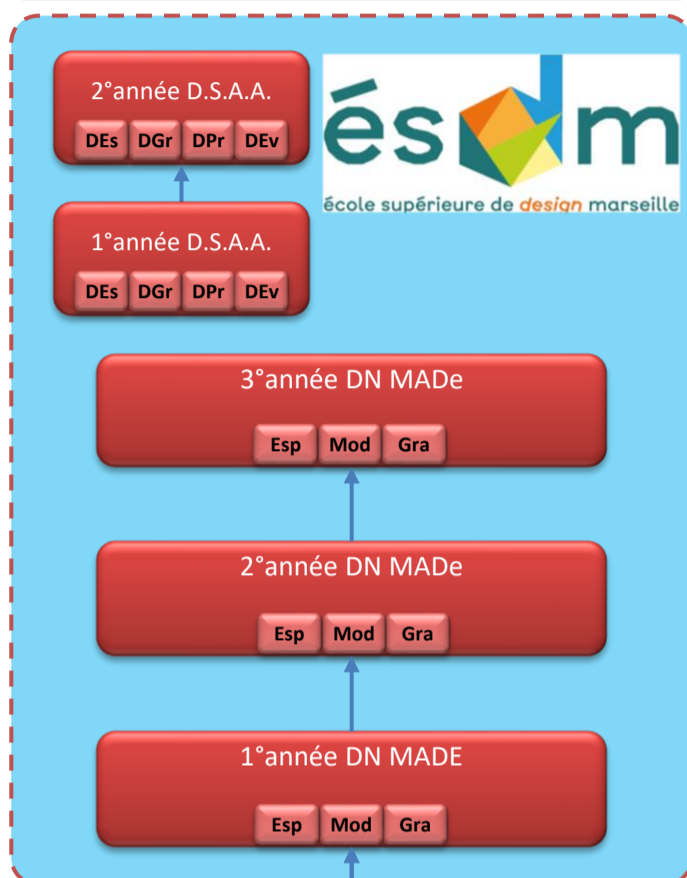 2°année D.S.A.A.
DEs DGr DPr DEv
ésdm
école supérieure de design marseille
1°année D.S.A.A.
DEs DGr DPr DEv
3°année DN MADe
Esp Mod Gra
2°année DN MADe
Esp Mod Gra
1°année DN MADE
Esp Mod Gra